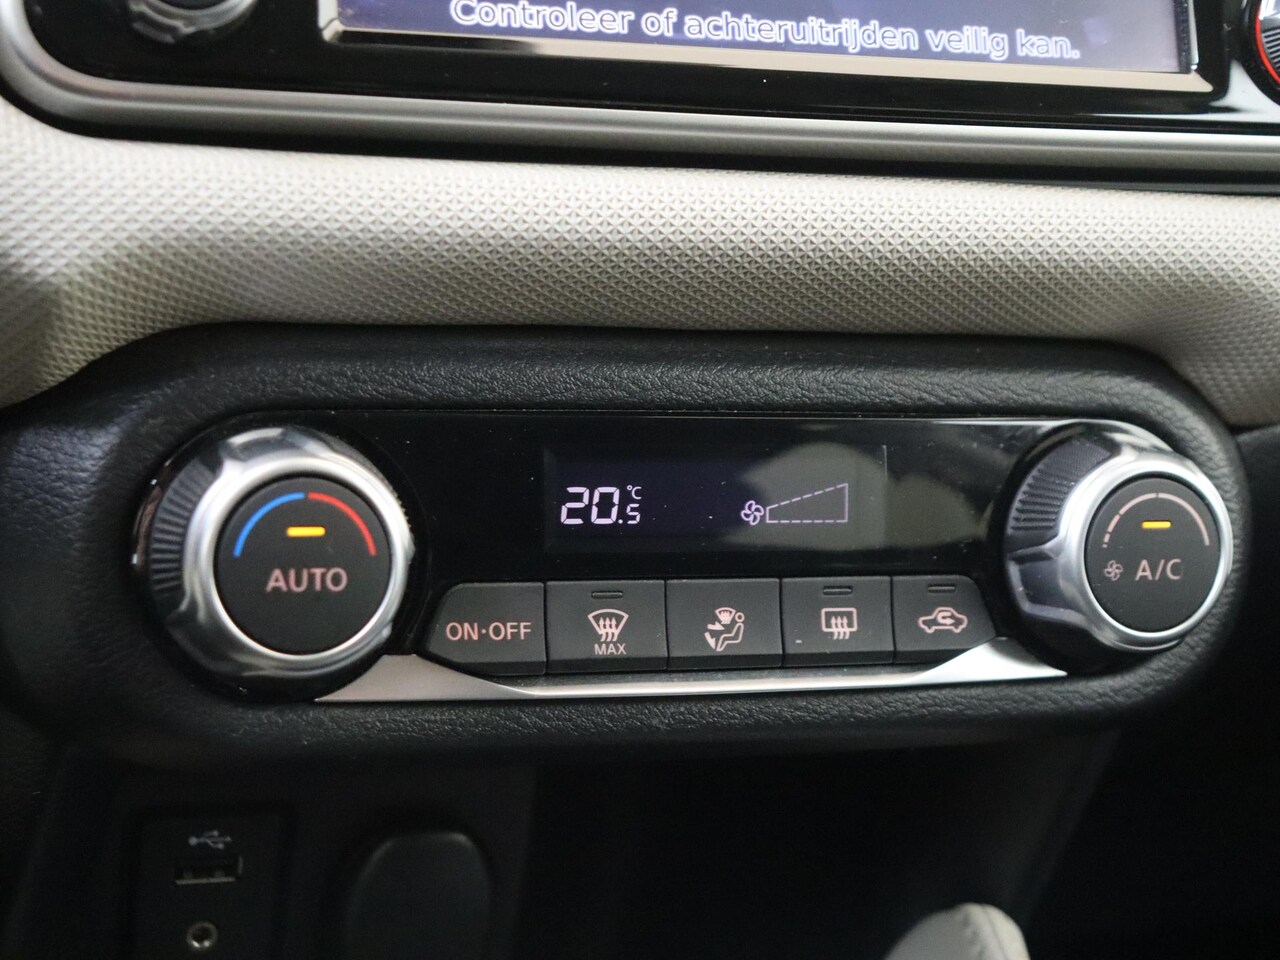 Controleer of achteruitrijden veilig kan.
20.5 °C
AUTO
A/C
ON·OFF
MAX